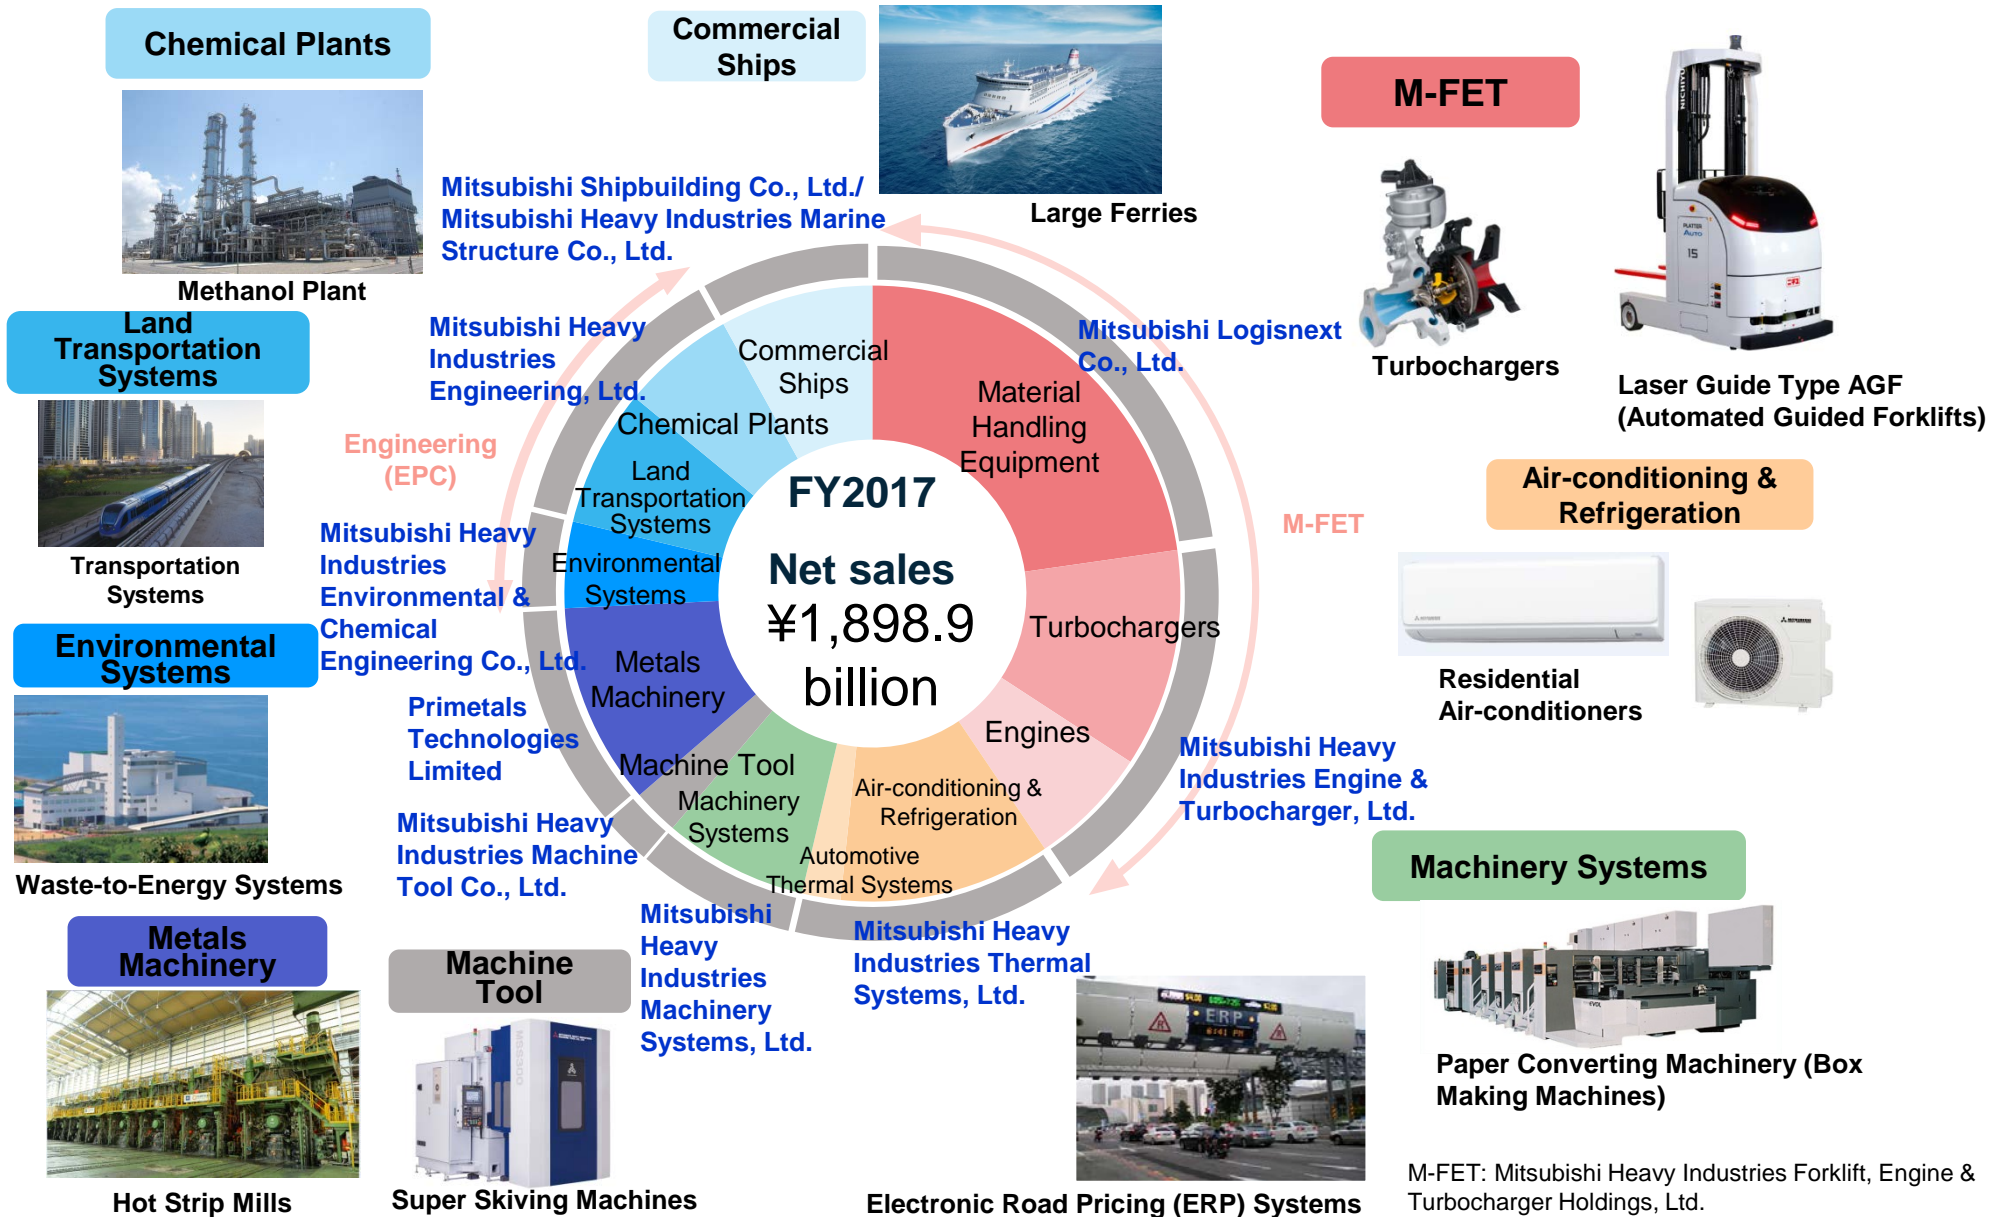 Chemical Plants
Methanol Plant
Commercial
Ships
Large Ferries
Mitsubishi Shipbuilding Co., Ltd./
Mitsubishi Heavy Industries Marine
Structure Co., Ltd.
M-FET
NICHIYU
PLATTER
AUTO
15
Turbochargers
Laser Guide Type AGF
(Automated Guided Forklifts)
Land
Transportation
Systems
Transportation
Systems
Mitsubishi Heavy
Industries
Engineering, Ltd.
Engineering
(EPC)
Mitsubishi Logisnext
Co., Ltd.
M-FET
Commercial
Ships
Chemical Plants
Land
Transportation
Systems
Environmental
Systems
Metals
Machinery
Machine Tool
Machinery
Systems
Automotive
Thermal Systems
Air-conditioning &
Refrigeration
Engines
Turbochargers
Material
Handling
Equipment
FY2017
Net sales
¥1,898.9
billion
Air-conditioning &
Refrigeration
Residential
Air-conditioners
Environmental
Systems
Waste-to-Energy Systems
Mitsubishi Heavy
Industries
Environmental &
Chemical
Engineering Co., Ltd.
Primetals
Technologies
Limited
Mitsubishi Heavy
Industries Machine
Tool Co., Ltd.
Mitsubishi
Heavy
Industries
Machinery
Systems, Ltd.
Mitsubishi Heavy
Industries Thermal
Systems, Ltd.
Mitsubishi Heavy
Industries Engine &
Turbocharger, Ltd.
Metals
Machinery
Hot Strip Mills
Machine
Tool
MSS300
Super Skiving Machines
ERP
Electronic Road Pricing (ERP) Systems
Machinery Systems
EVOL
Paper Converting Machinery (Box
Making Machines)
M-FET: Mitsubishi Heavy Industries Forklift, Engine &
Turbocharger Holdings, Ltd.